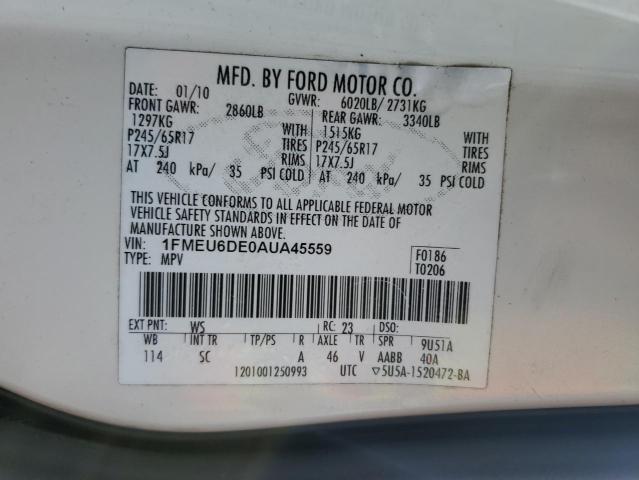 MFD. BY FORD MOTOR CO.
DATE: 01/10 GVWR: 6020LB/ 2731KG
FRONT GAWR: 2860LB REAR GAWR: 3340LB
1297KG WITH 1515KG WITH
P245/65R17 TIRES P245/65R17 TIRES
17X7.5J RIMS 17X7.5J RIMS
AT 240 kPa/ 35 PSI COLD AT 240 kPa/ 35 PSI COLD
THIS VEHICLE CONFORMS TO ALL APPLICABLE FEDERAL MOTOR
VEHICLE SAFETY STANDARDS IN EFFECT ON THE DATE OF
MANUFACTURE SHOWN ABOVE.
VIN: 1FMEU6DE0AUA45559 F0186
TYPE: MPV T0206
EXT PNT: WS RC: 23 DSO:
WB INT TR TP/PS R AXLE TR SPR 9U51A
114 SC A 46 V AABB 40A
1201001250993 UTC ▽5U5A-1520472-BA